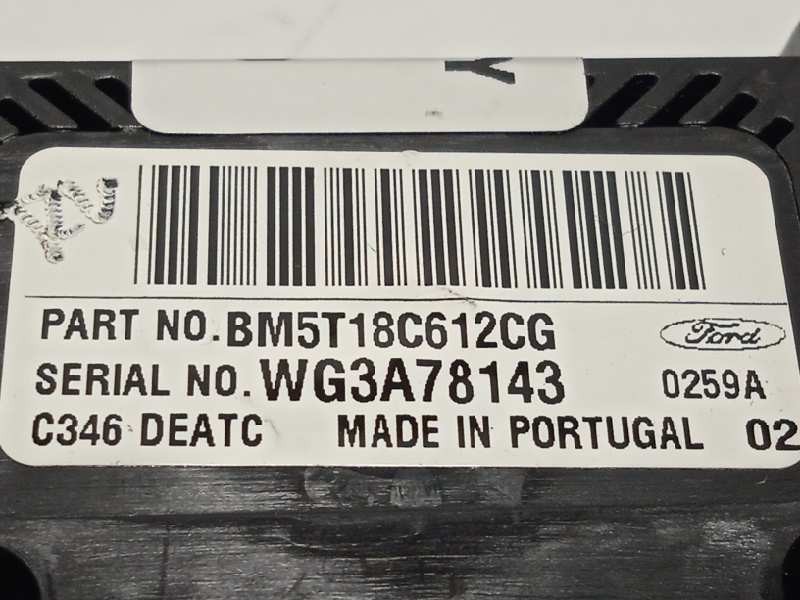 Y
PART NO. BM5T18C612CG
Ford
SERIAL NO. WG3A78143
0259A
C346 DEATC MADE IN PORTUGAL 02